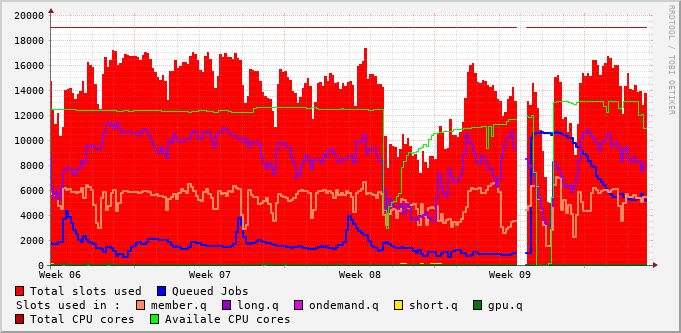 20000
18000
16000
14000
12000
10000
8000
6000
4000
2000
0
Week 06 Week 07 Week 08 Week 09
Total slots used Queued Jobs
Slots used in : member.q long.q ondemand.q short.q gpu.q
Total CPU cores Availale CPU cores
RRDTOOL / TOBI OETIKER